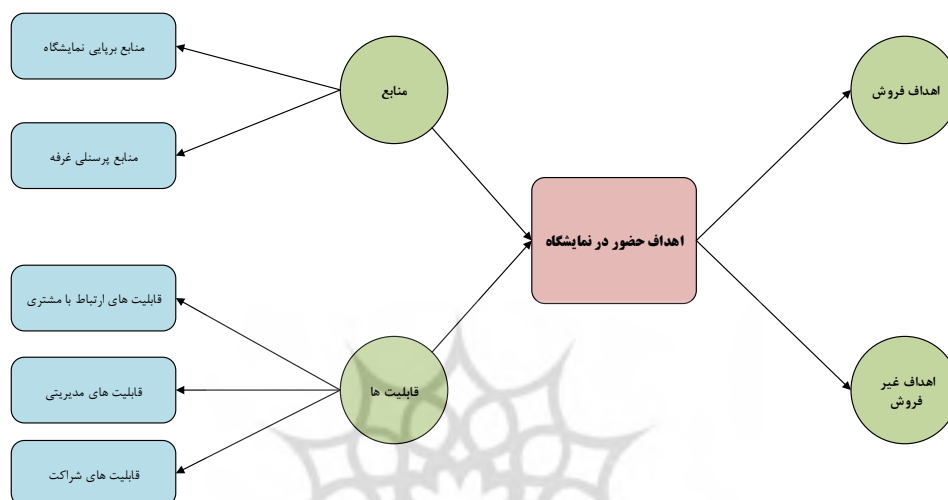 منابع برپایی نمایشگاه
منابع
اهداف فروش
منابع پرسنلی غرفه
اهداف حضور در نمایشگاه
قابلیت های ارتباط با مشتری
قابلیت ها
قابلیت های مدیریتی
اهداف غیر
فروش
قابلیت های شراکت